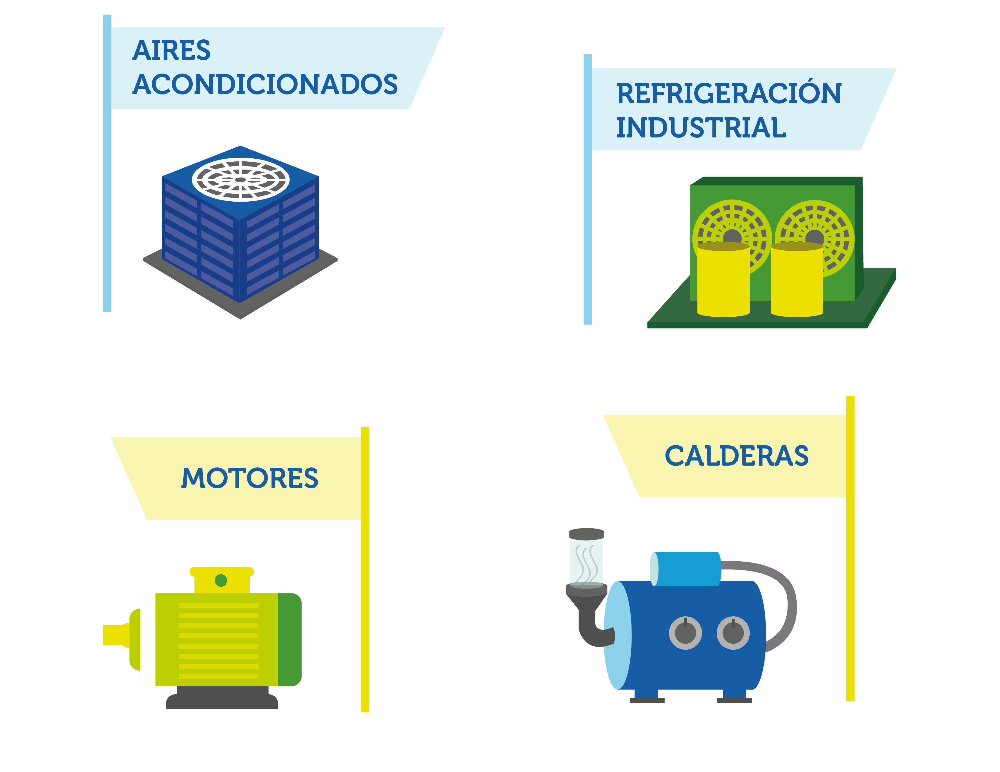 AIRES
ACONDICIONADOS
REFRIGERACIÓN
INDUSTRIAL
MOTORES
CALDERAS